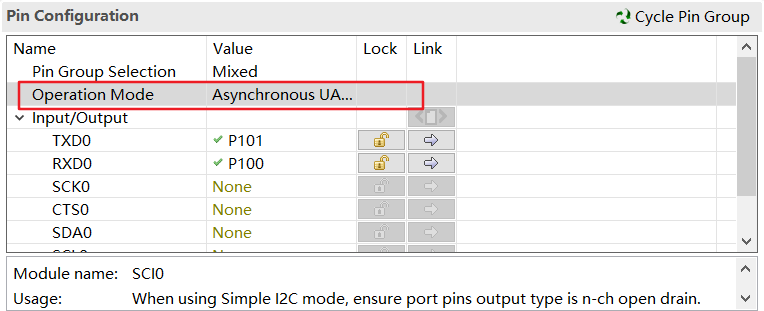 Pin Configuration Cycle Pin Group
Name Value Lock Link
Pin Group Selection Mixed
Operation Mode Asynchronous UA...
Input/Output
TXD0 P101
RXD0 P100
SCK0 None
CTS0 None
SDA0 None
Module name: SCI0
Usage: When using Simple I2C mode, ensure port pins output type is n-ch open drain.